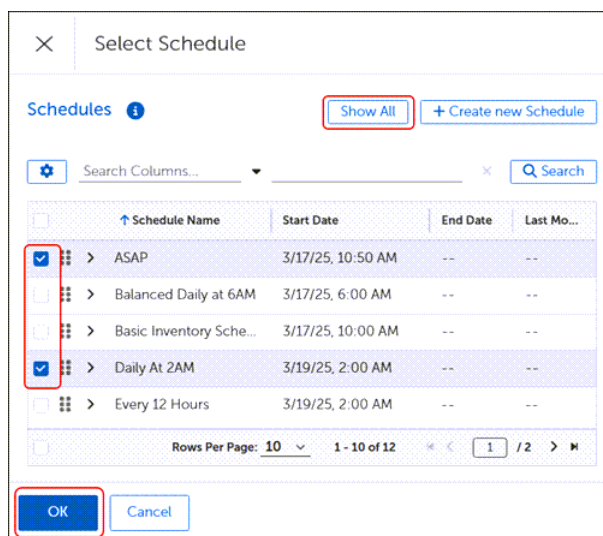 Select Schedule
Schedules
Show All
+ Create new Schedule
Search Columns...
Search
Schedule Name Start Date End Date Last Mo...
ASAP 3/17/25, 10:50 AM -- --
Balanced Daily at 6AM 3/17/25, 6:00 AM -- --
Basic Inventory Sche... 3/17/25, 10:00 AM -- --
Daily At 2AM 3/19/25, 2:00 AM -- --
Every 12 Hours 3/19/25, 2:00 AM -- --
Rows Per Page: 10 1 - 10 of 12 1 / 2
OK
Cancel